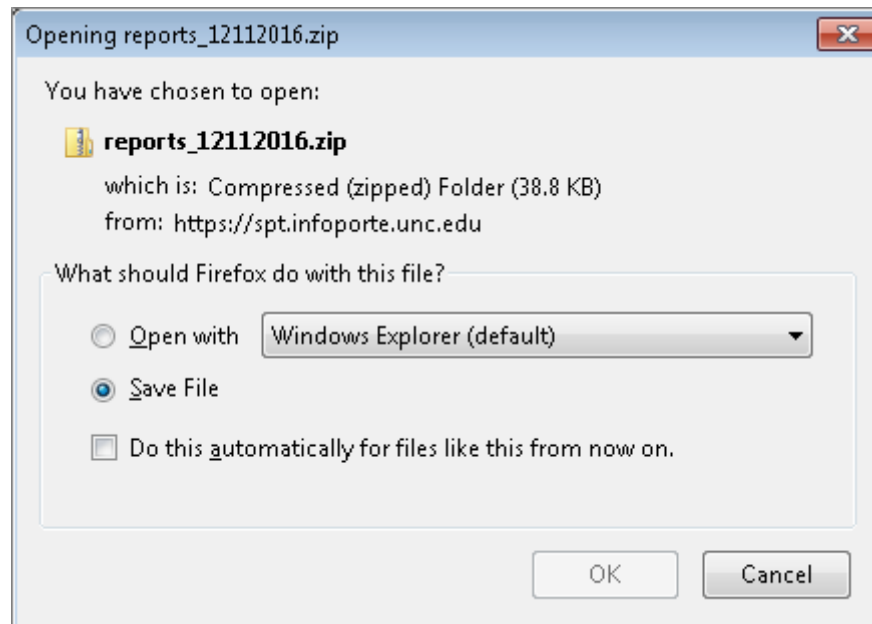 Opening reports_12112016.zip
You have chosen to open:
reports_12112016.zip
which is: Compressed (zipped) Folder (38.8 KB)
from: https://spt.infoporte.unc.edu
What should Firefox do with this file?
Open with Windows Explorer (default)
Save File
Do this automatically for files like this from now on.
OK Cancel